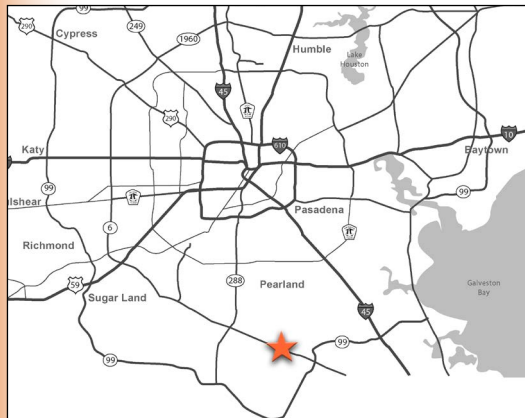 99
290
Cypress
249
1960
Humble
Lake
Houston
45
290
610
10
Katy
Baytown
99
99
ulshear
Pasadena
6
Richmond
288
Pearland
59
Sugar Land
Galveston
Bay
45
99
99